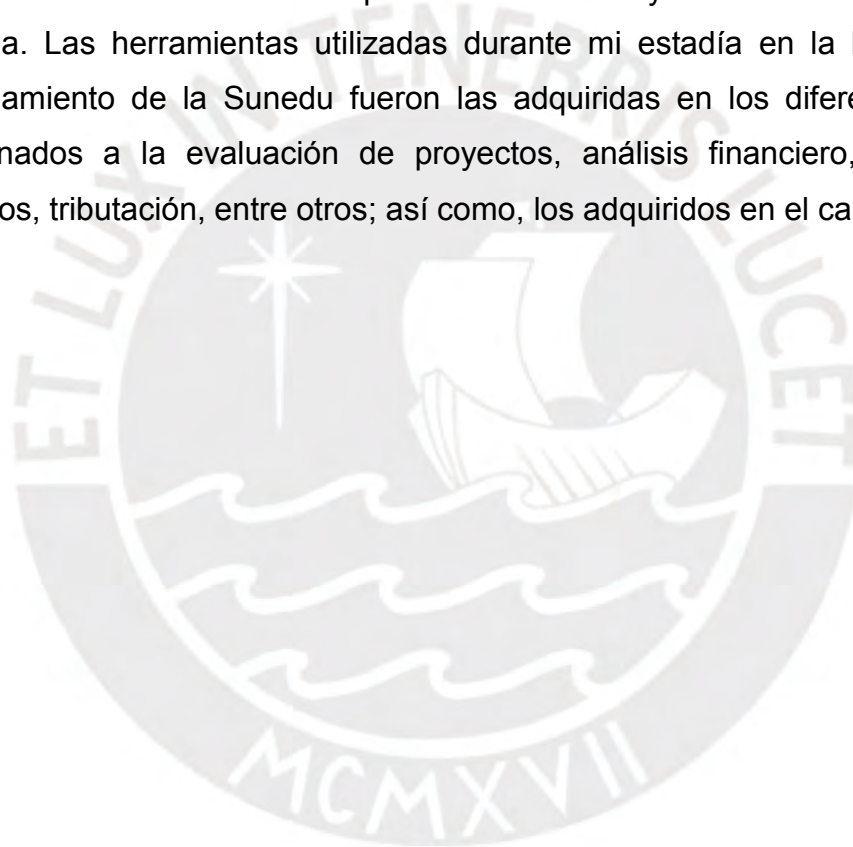 a. Las herramientas utilizadas durante mi estadía en la
amiento de la Sunedu fueron las adquiridas en los difere
nados a la evaluación de proyectos, análisis financiero,
os, tributación, entre otros; así como, los adquiridos en el ca
ET LUX IN TENEBRIS LUCET
MCMXVII